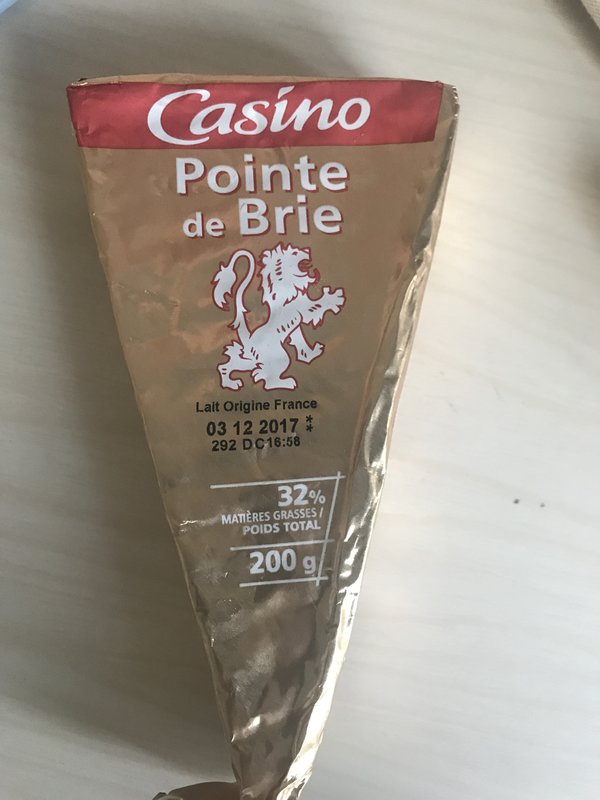 Casino
Pointe
de Brie
Lait Origine France
03 12 2017 **
292 DC16:58
32%
MATIÈRES GRASSES /
POIDS TOTAL
200 g